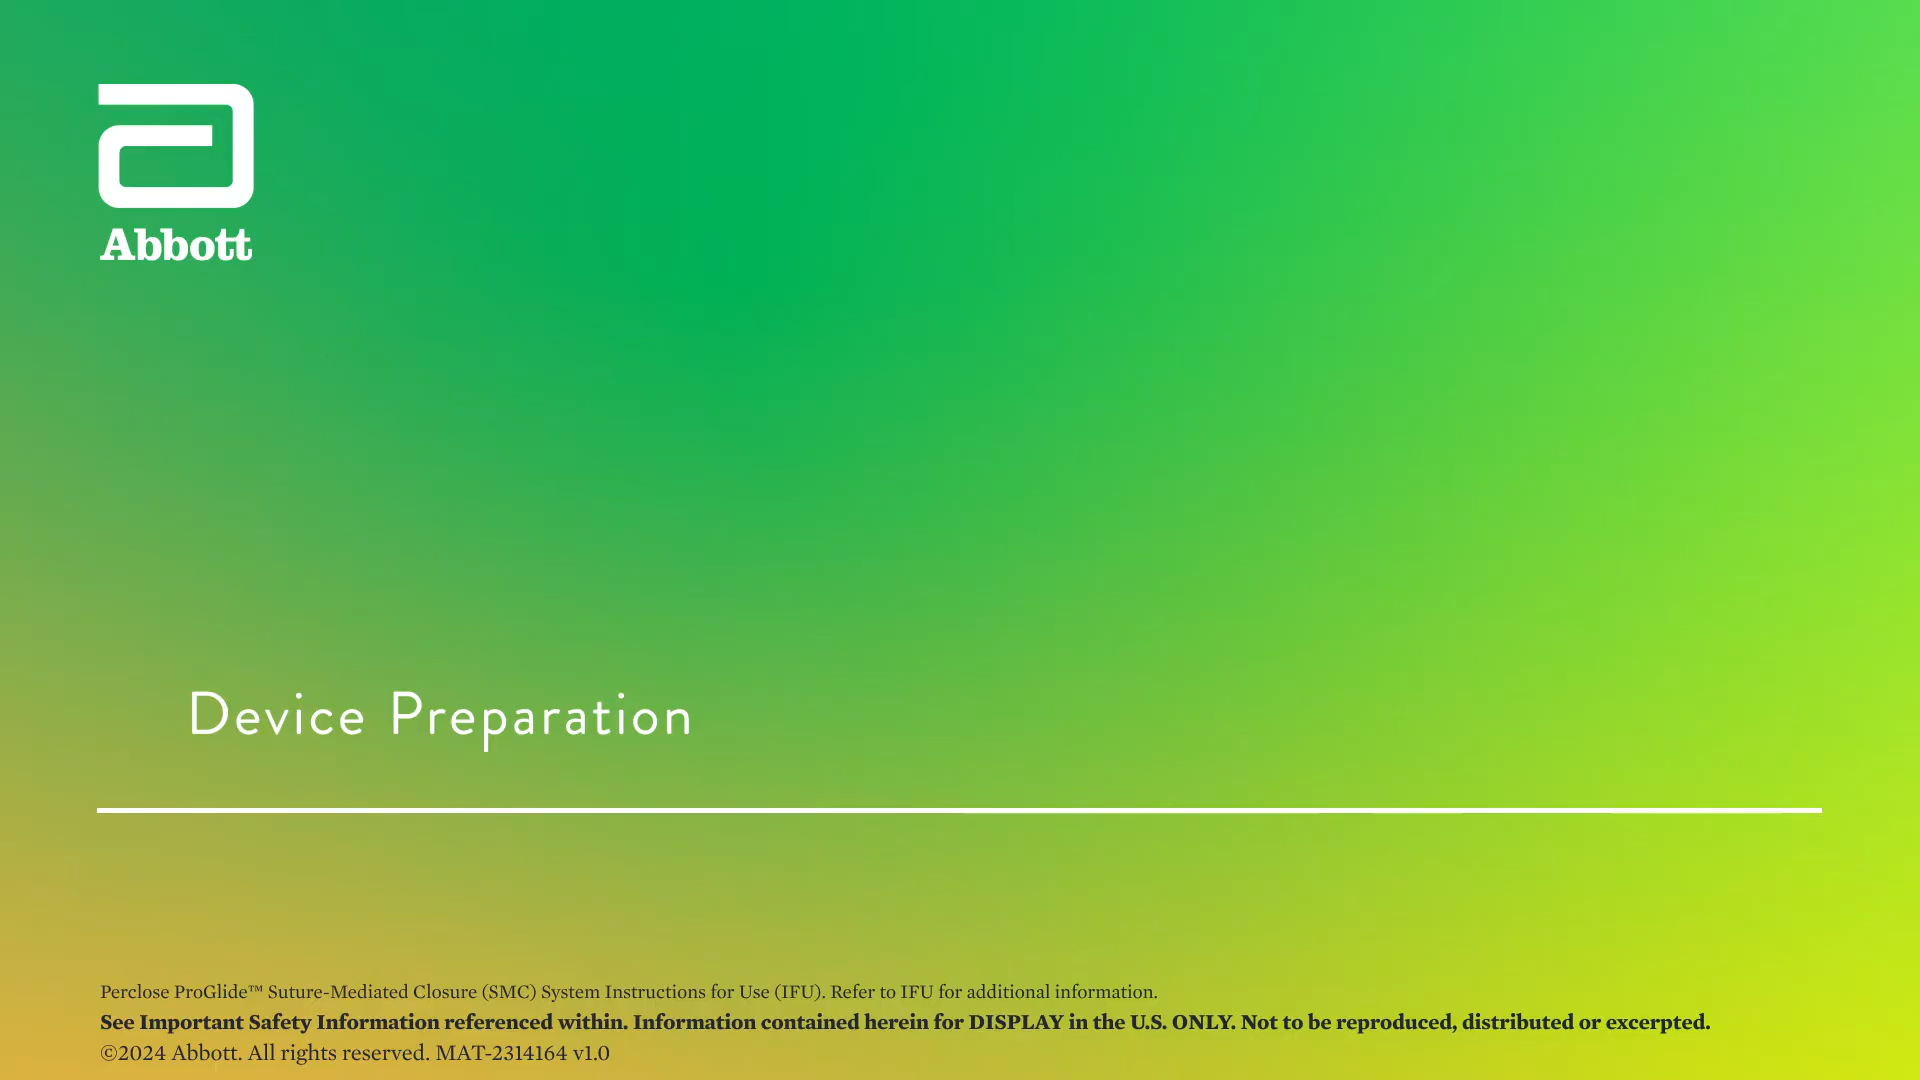 Abbott
Device Preparation
Perclose ProGlide™ Suture-Mediated Closure (SMC) System Instructions for Use (IFU). Refer to IFU for additional information.
See Important Safety Information referenced within. Information contained herein for DISPLAY in the U.S. ONLY. Not to be reproduced, distributed or excerpted.
©2024 Abbott. All rights reserved. MAT-2314164 v1.0